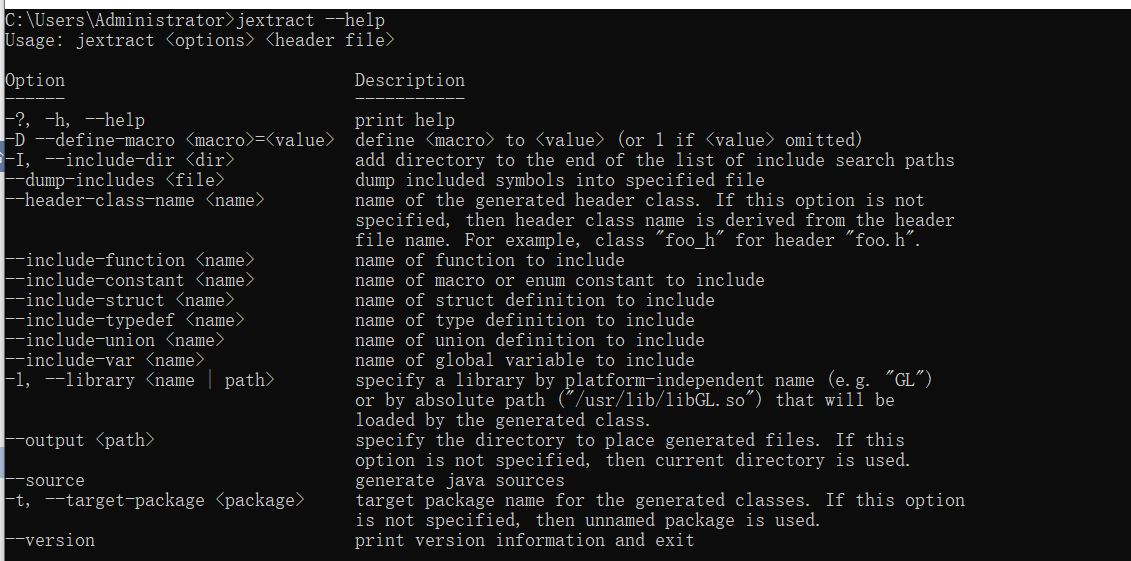 C:\Users\Administrator>jextract --help
Usage: jextract <options> <header file>
Option                             Description
------                             -----------
-?, -h, --help                     print help
-D --define-macro <macro>=<value>  define <macro> to <value> (or 1 if <value> omitted)
-I, --include-dir <dir>            add directory to the end of the list of include search paths
--dump-includes <file>             dump included symbols into specified file
--header-class-name <name>         name of the generated header class. If this option is not
                                   specified, then header class name is derived from the header
                                   file name. For example, class "foo_h" for header "foo.h".
--include-function <name>          name of function to include
--include-constant <name>          name of macro or enum constant to include
--include-struct <name>            name of struct definition to include
--include-typedef <name>           name of type definition to include
--include-union <name>             name of union definition to include
--include-var <name>               name of global variable to include
-l, --library <name | path>        specify a library by platform-independent name (e.g. "GL")
                                   or by absolute path ("/usr/lib/libGL.so") that will be
                                   loaded by the generated class.
--output <path>                    specify the directory to place generated files. If this
                                   option is not specified, then current directory is used.
--source                           generate java sources
-t, --target-package <package>     target package name for the generated classes. If this option
                                   is not specified, then unnamed package is used.
--version                          print version information and exit